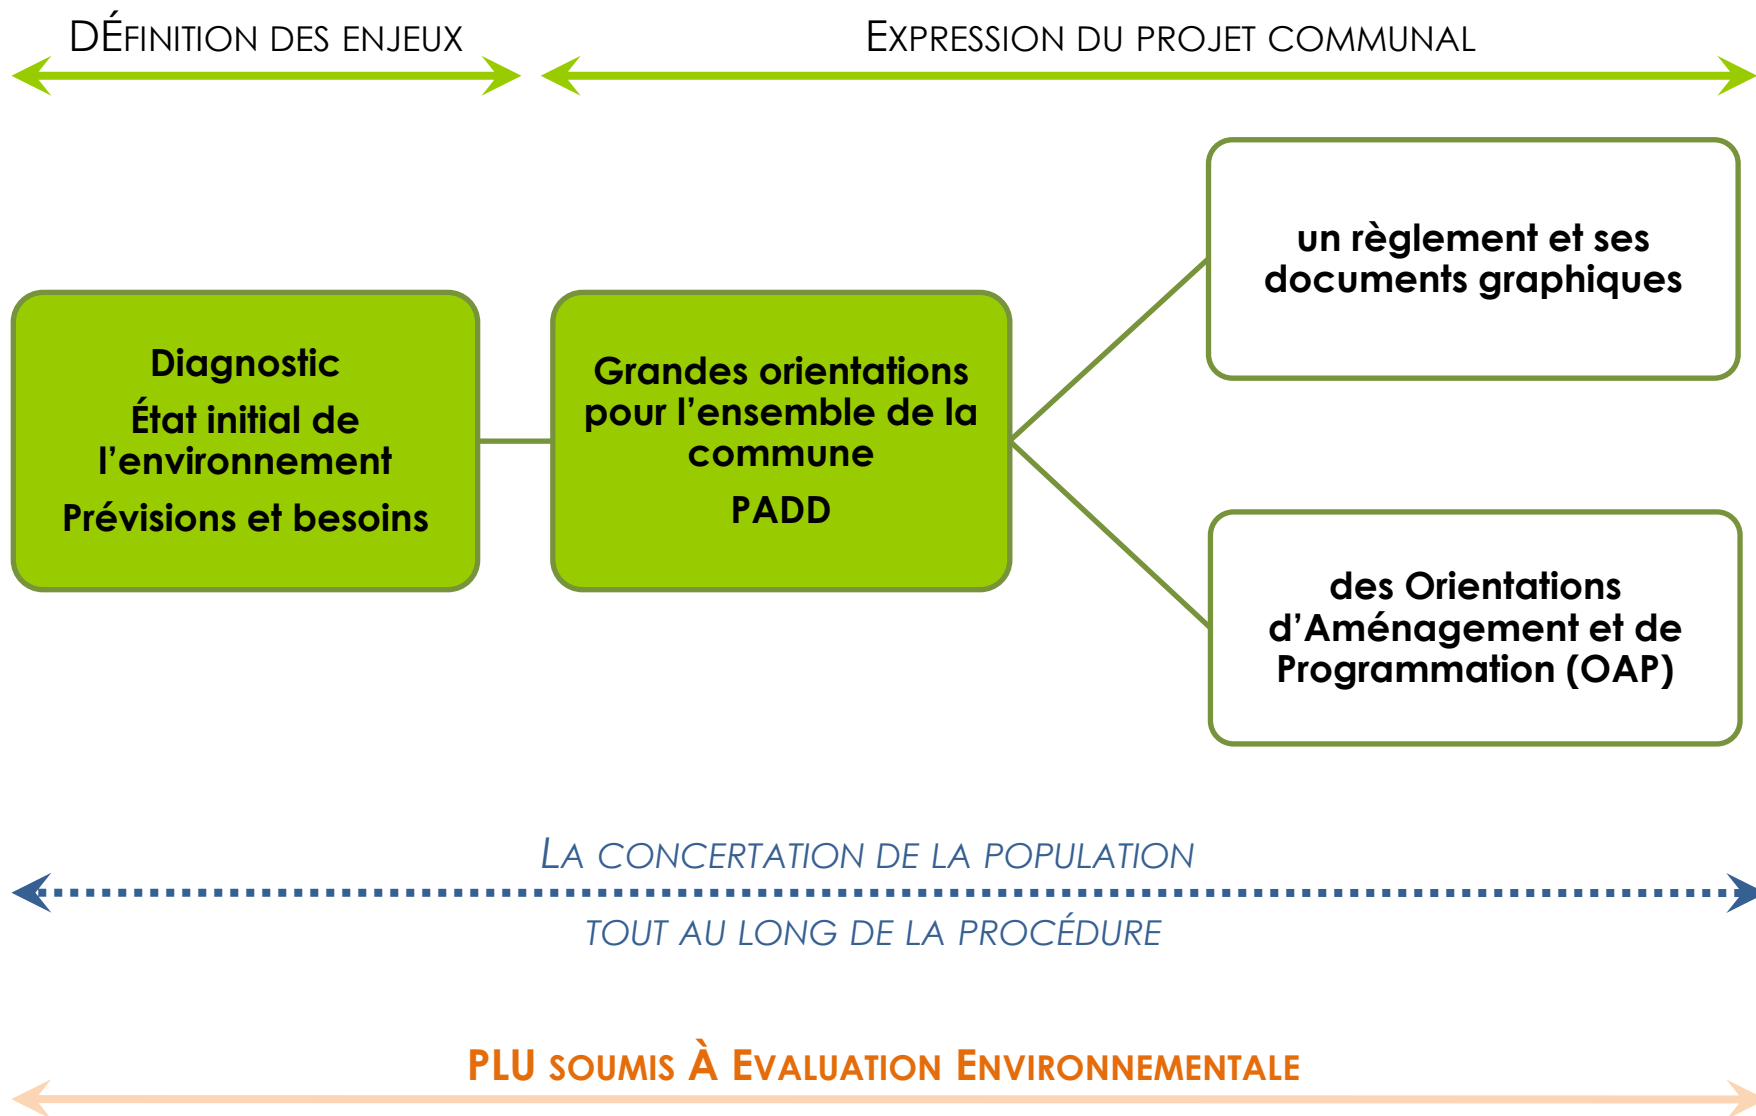 DÉFINITION DES ENJEUX
EXPRESSION DU PROJET COMMUNAL
Diagnostic
État initial de
l’environnement
Prévisions et besoins
Grandes orientations
pour l’ensemble de la
commune
PADD
un règlement et ses
documents graphiques
des Orientations
d’Aménagement et de
Programmation (OAP)
LA CONCERTATION DE LA POPULATION
TOUT AU LONG DE LA PROCÉDURE
PLU SOUMIS À EVALUATION ENVIRONNEMENTALE